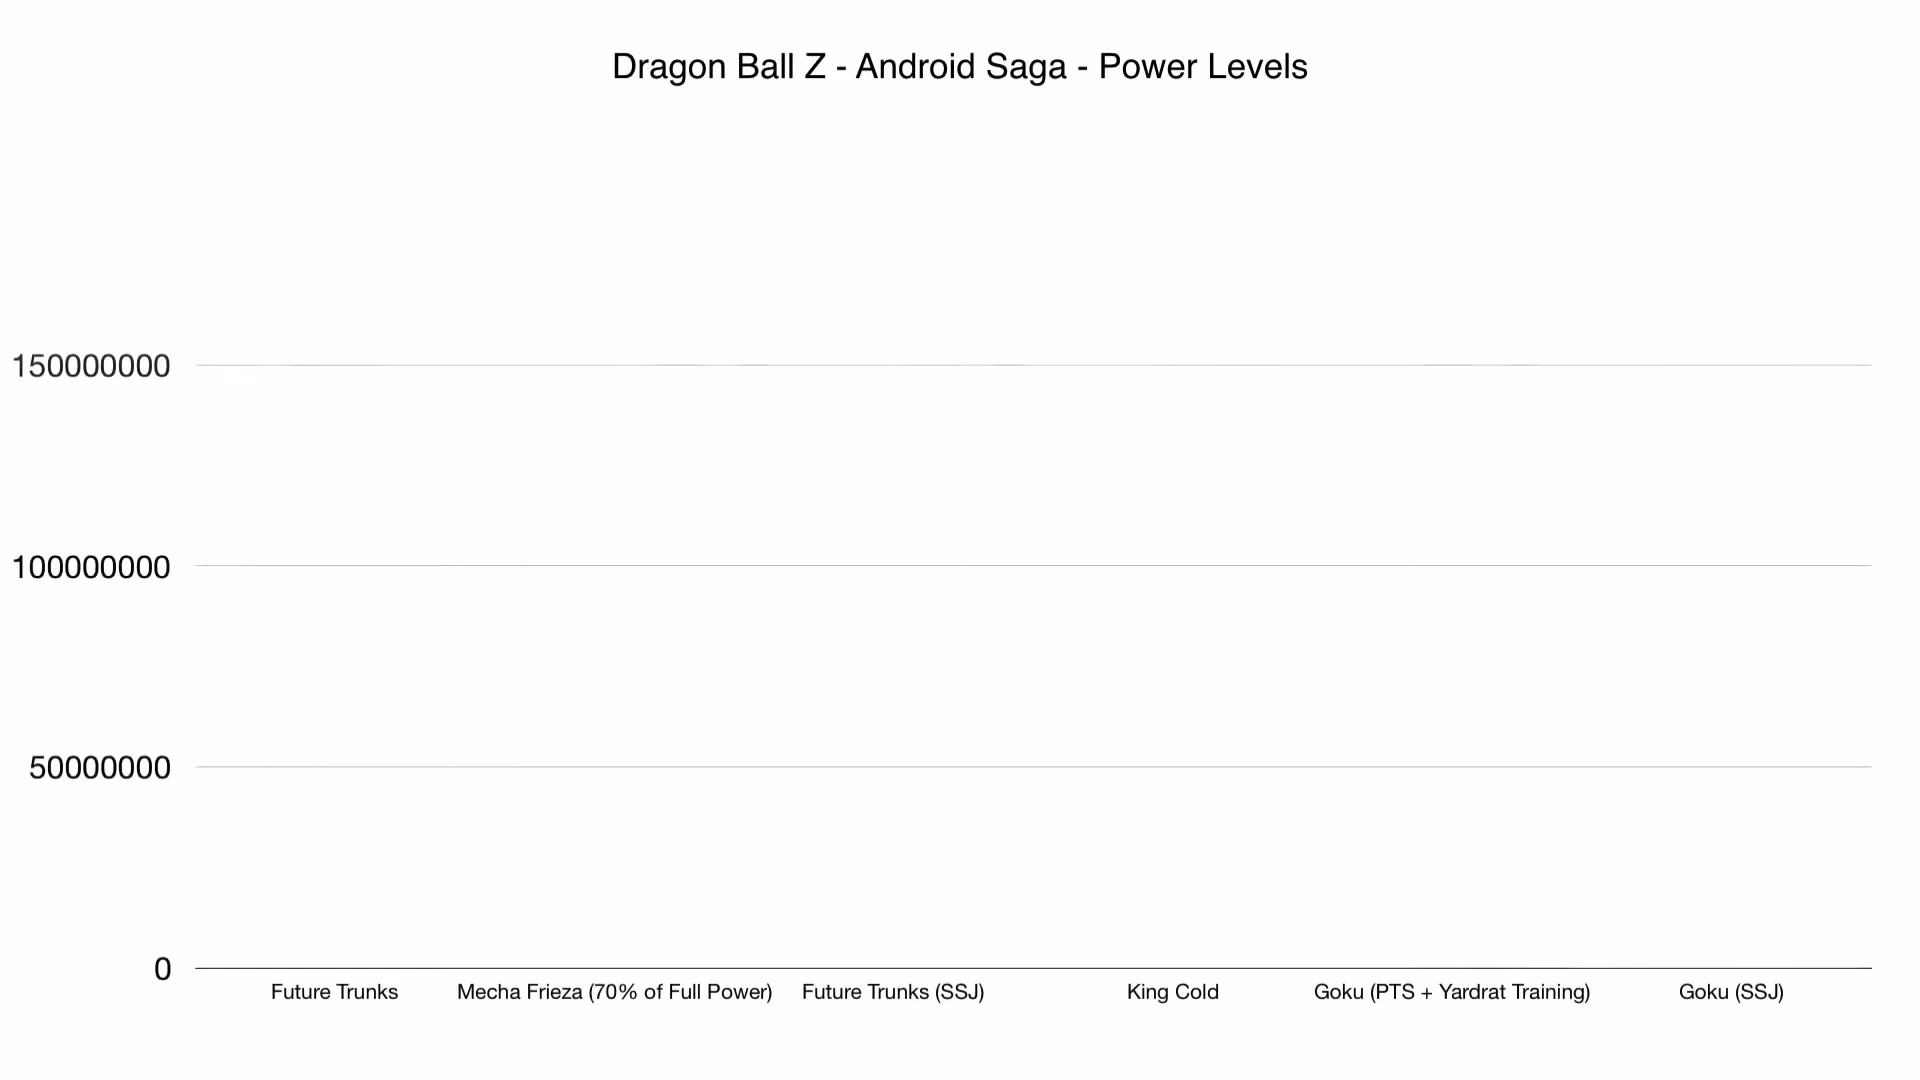 Dragon Ball Z - Android Saga - Power Levels
150000000
100000000
50000000
0
Future Trunks Mecha Frieza (70% of Full Power) Future Trunks (SSJ) King Cold Goku (PTS + Yardrat Training) Goku (SSJ)